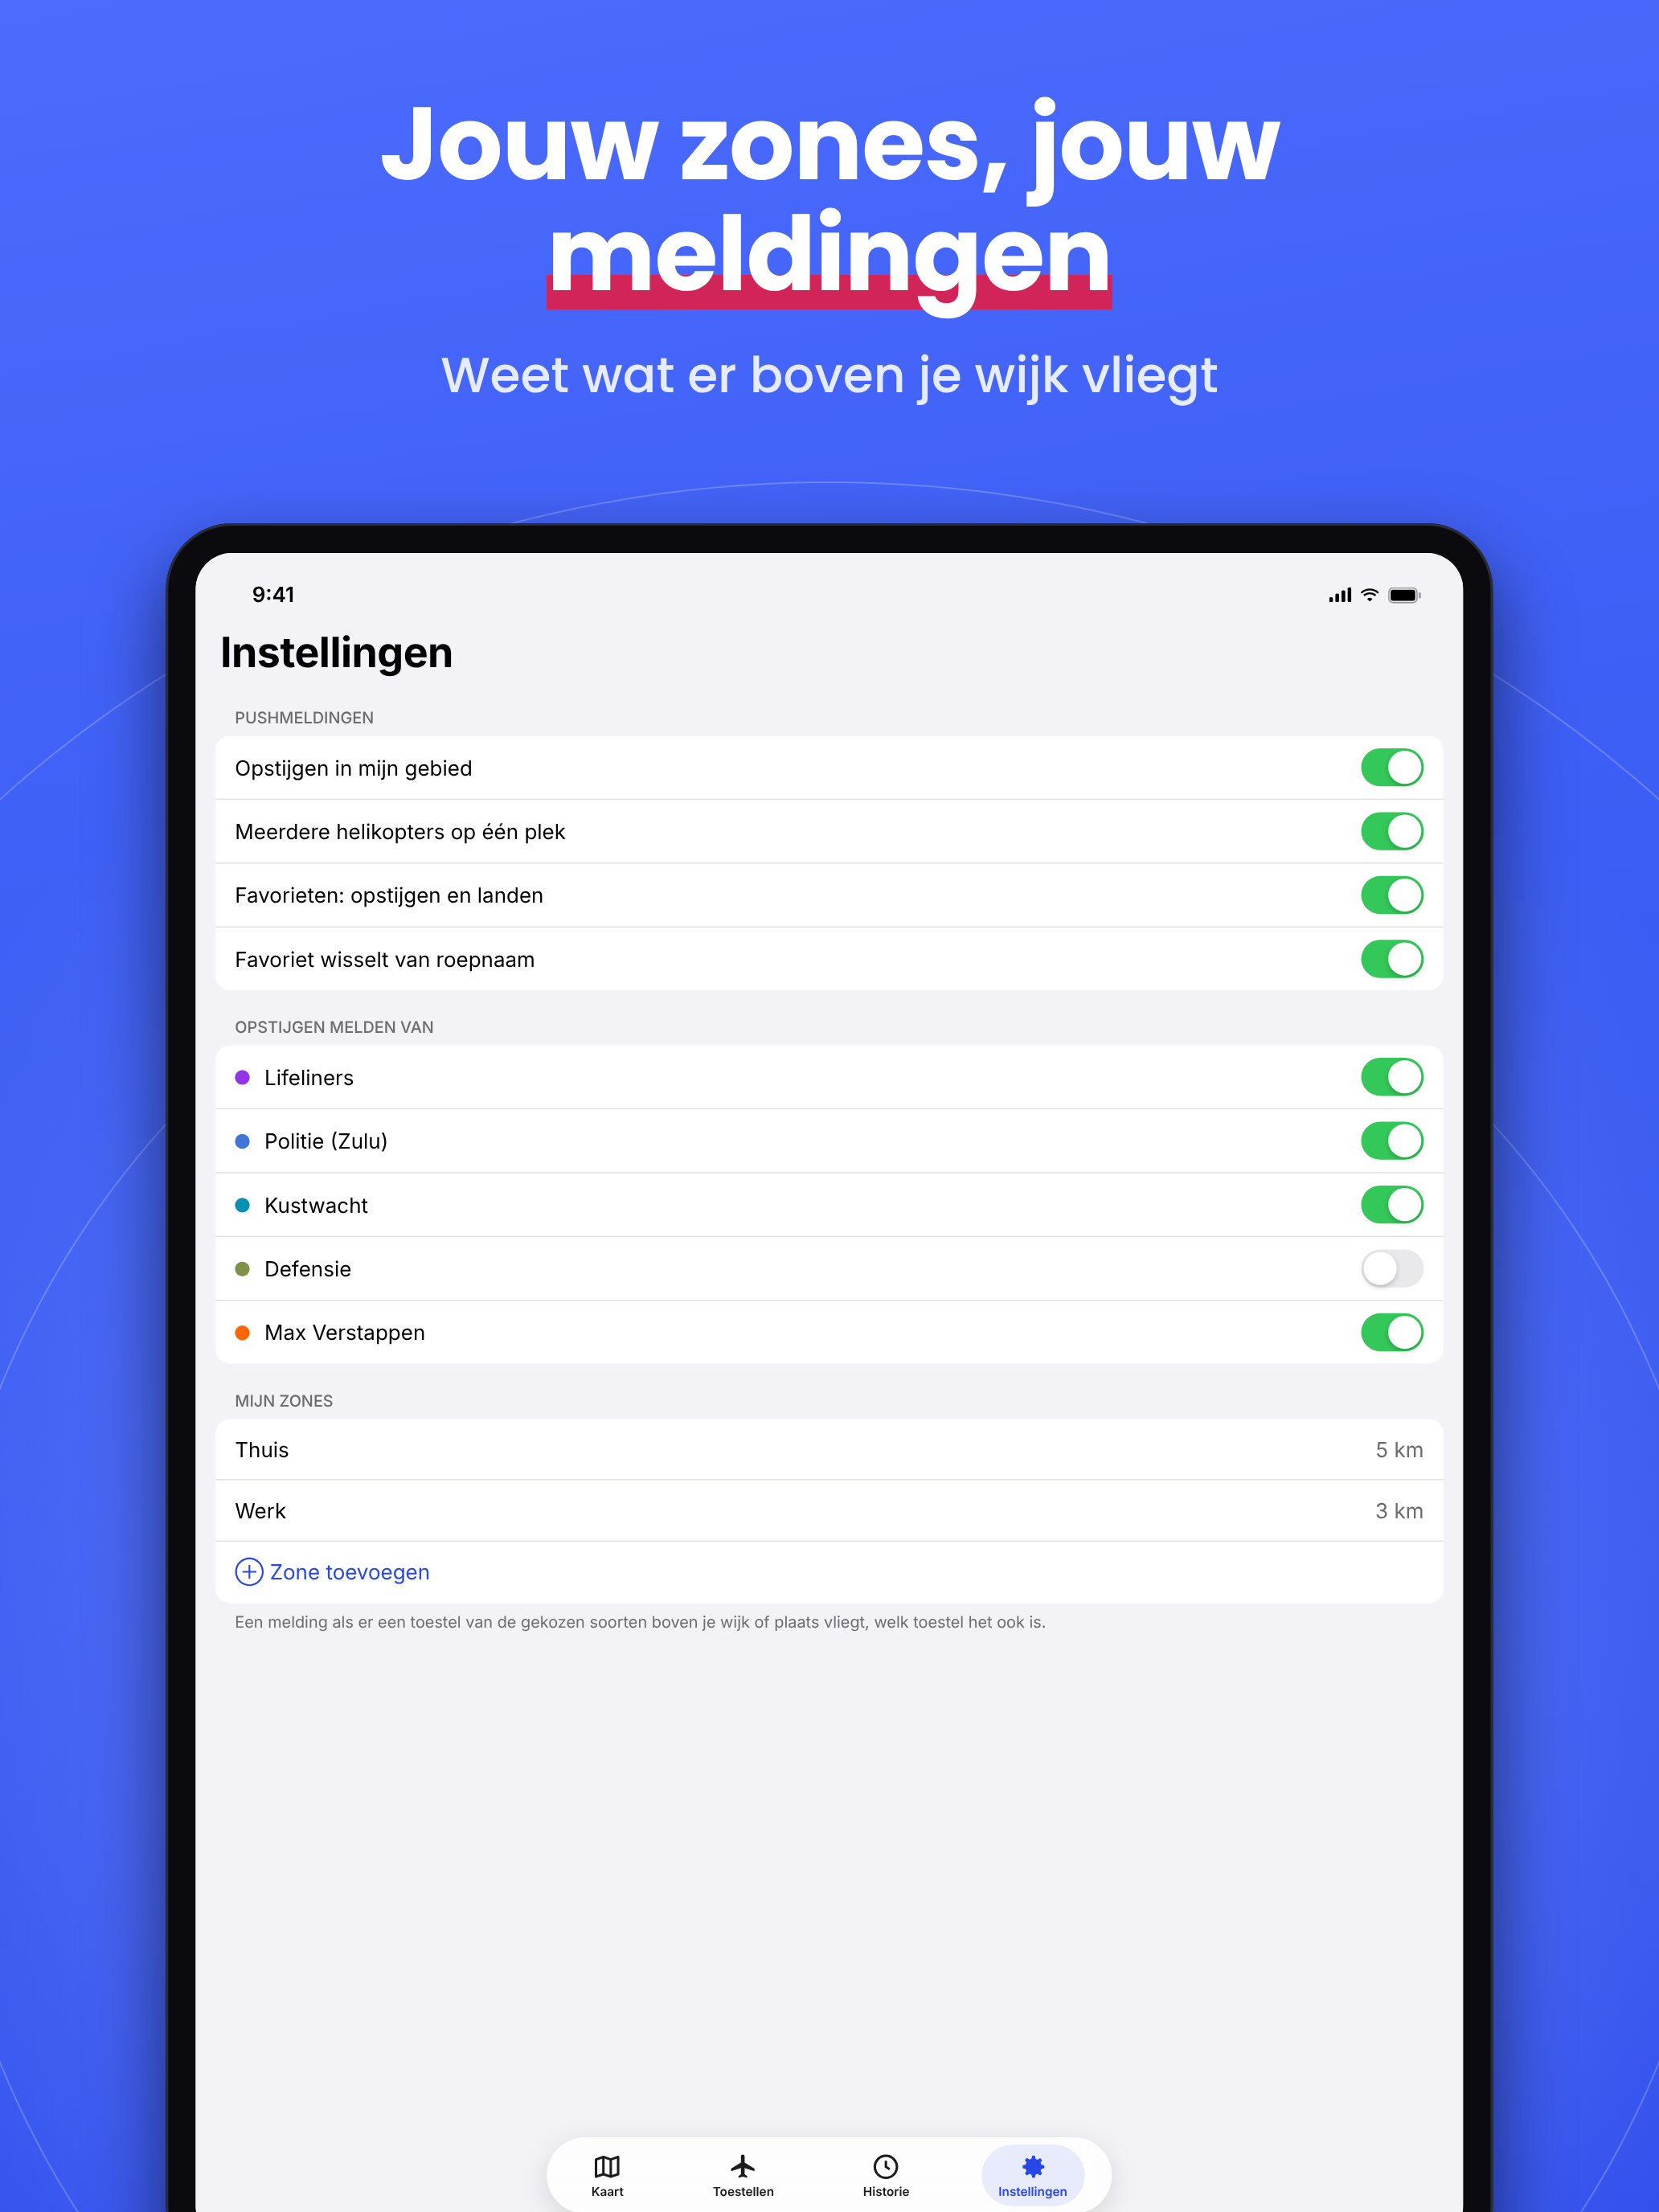 Jouw zones, jouw
meldingen
Weet wat er boven je wijk vliegt
9:41
Instellingen
PUSHMELDINGEN
Opstijgen in mijn gebied
Meerdere helikopters op één plek
Favorieten: opstijgen en landen
Favoriet wisselt van roepnaam
OPSTIJGEN MELDEN VAN
Lifeliners
Politie (Zulu)
Kustwacht
Defensie
Max Verstappen
MIJN ZONES
Thuis 5 km
Werk 3 km
Zone toevoegen
Een melding als er een toestel van de gekozen soorten boven je wijk of plaats vliegt, welk toestel het ook is.
Kaart Toestellen Historie Instellingen